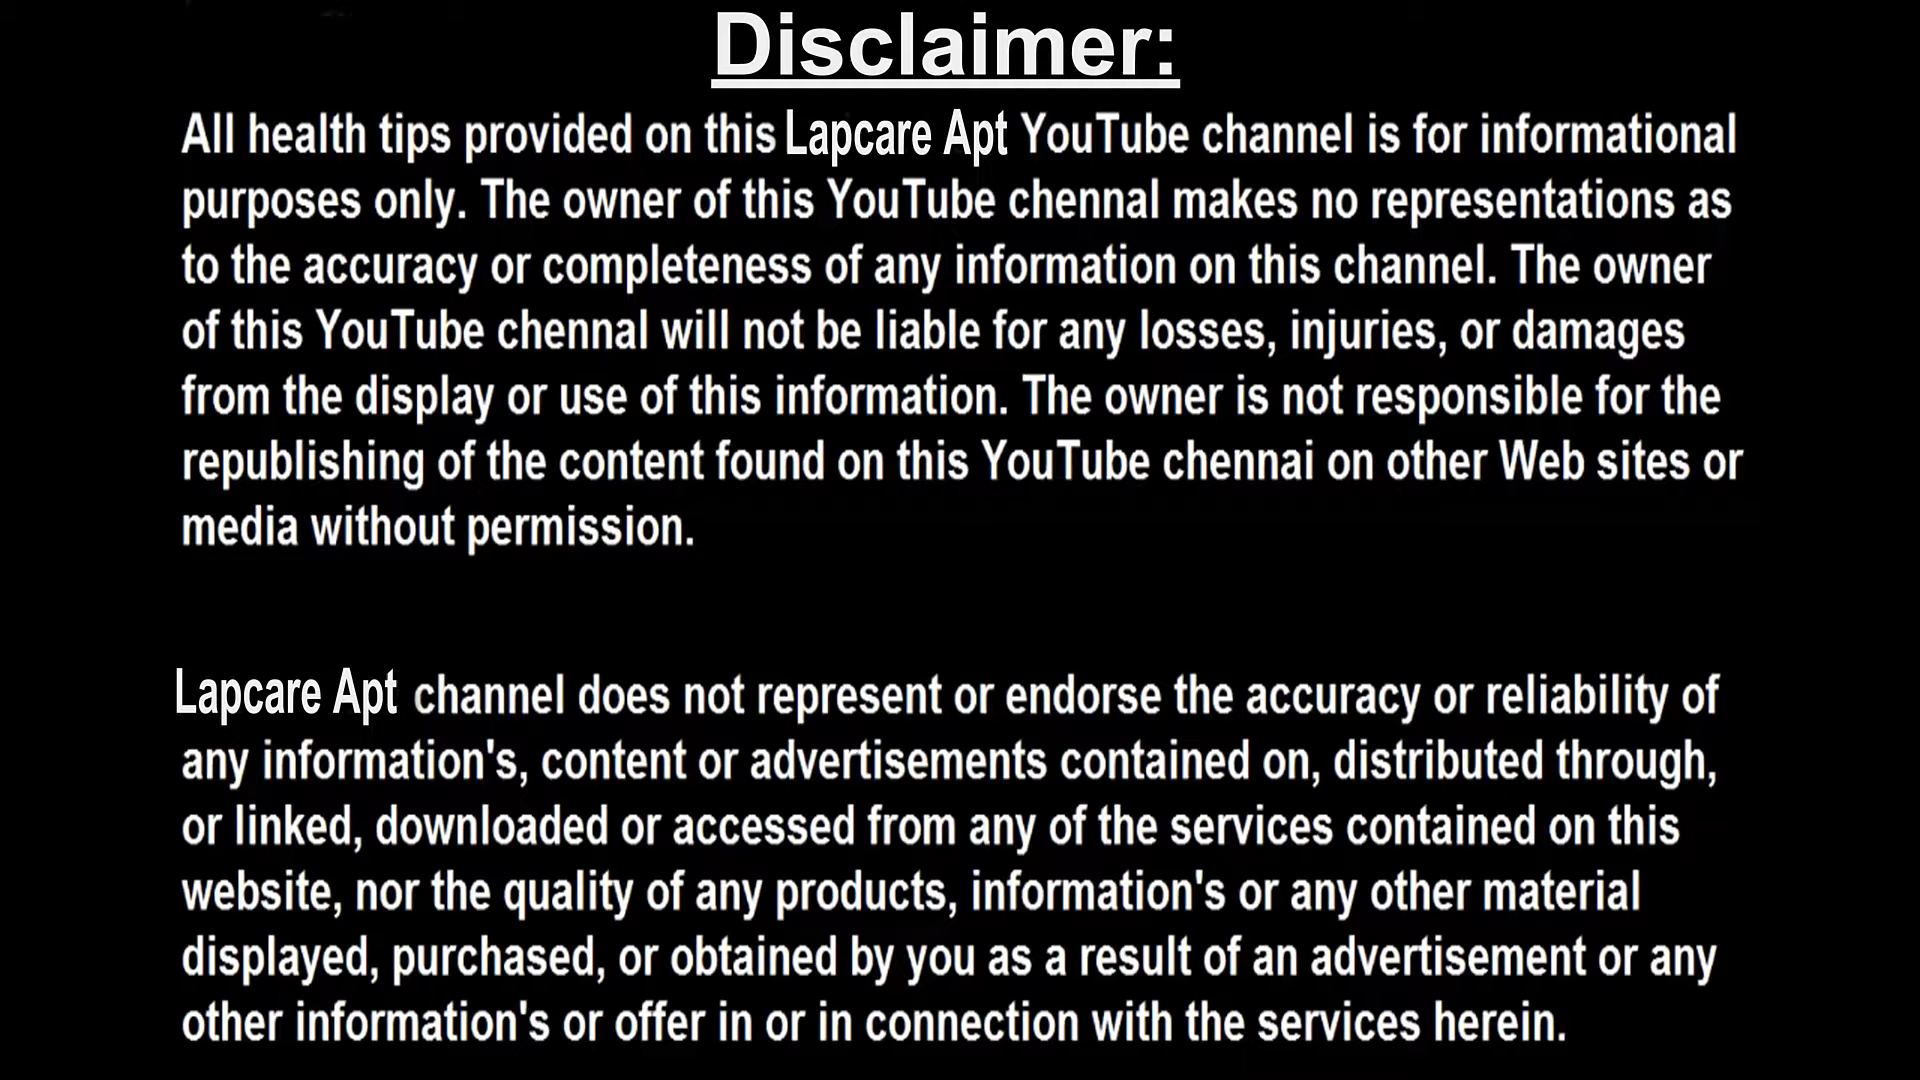 Disclaimer:
All health tips provided on this Lapcare Apt YouTube channel is for informational
purposes only. The owner of this YouTube chennal makes no representations as
to the accuracy or completeness of any information on this channel. The owner
of this YouTube chennal will not be liable for any losses, injuries, or damages
from the display or use of this information. The owner is not responsible for the
republishing of the content found on this YouTube chennai on other Web sites or
media without permission.
Lapcare Apt channel does not represent or endorse the accuracy or reliability of
any information's, content or advertisements contained on, distributed through,
or linked, downloaded or accessed from any of the services contained on this
website, nor the quality of any products, information's or any other material
displayed, purchased, or obtained by you as a result of an advertisement or any
other information's or offer in or in connection with the services herein.